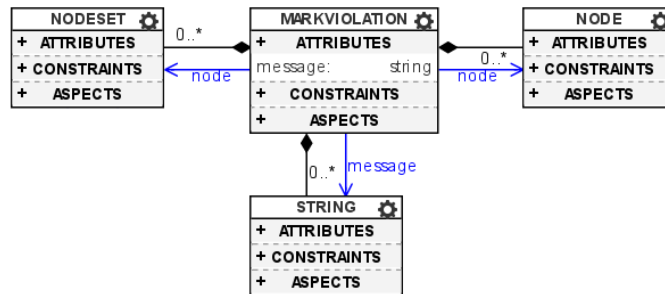 NODESET
+ ATTRIBUTES
+ CONSTRAINTS
+ ASPECTS
0..*
node
MARKVIOLATION
+ ATTRIBUTES
message: string
+ CONSTRAINTS
+ ASPECTS
0..*
node
NODE
+ ATTRIBUTES
+ CONSTRAINTS
+ ASPECTS
0..*
message
STRING
+ ATTRIBUTES
+ CONSTRAINTS
+ ASPECTS